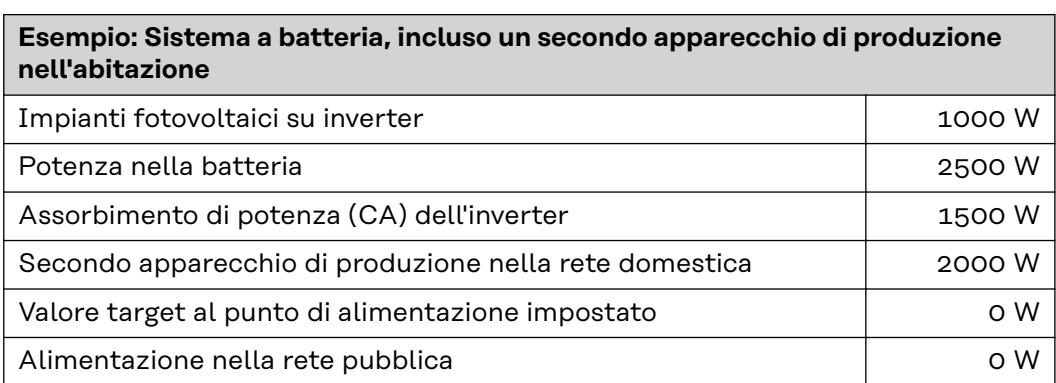 Esempio: Sistema a batteria, incluso un secondo apparecchio di produzione
nell'abitazione
Impianti fotovoltaici su inverter 1000 W
Potenza nella batteria 2500 W
Assorbimento di potenza (CA) dell'inverter 1500 W
Secondo apparecchio di produzione nella rete domestica 2000 W
Valore target al punto di alimentazione impostato 0 W
Alimentazione nella rete pubblica 0 W